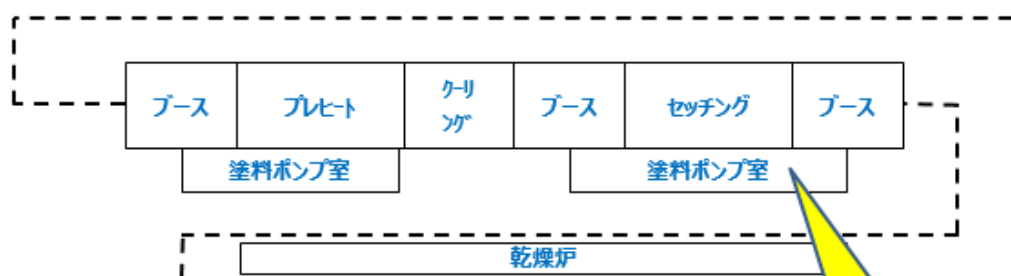 ブース
プレヒート
クーリ
ング
ブース
セッチング
ブース
塗料ポンプ室
塗料ポンプ室
乾燥炉